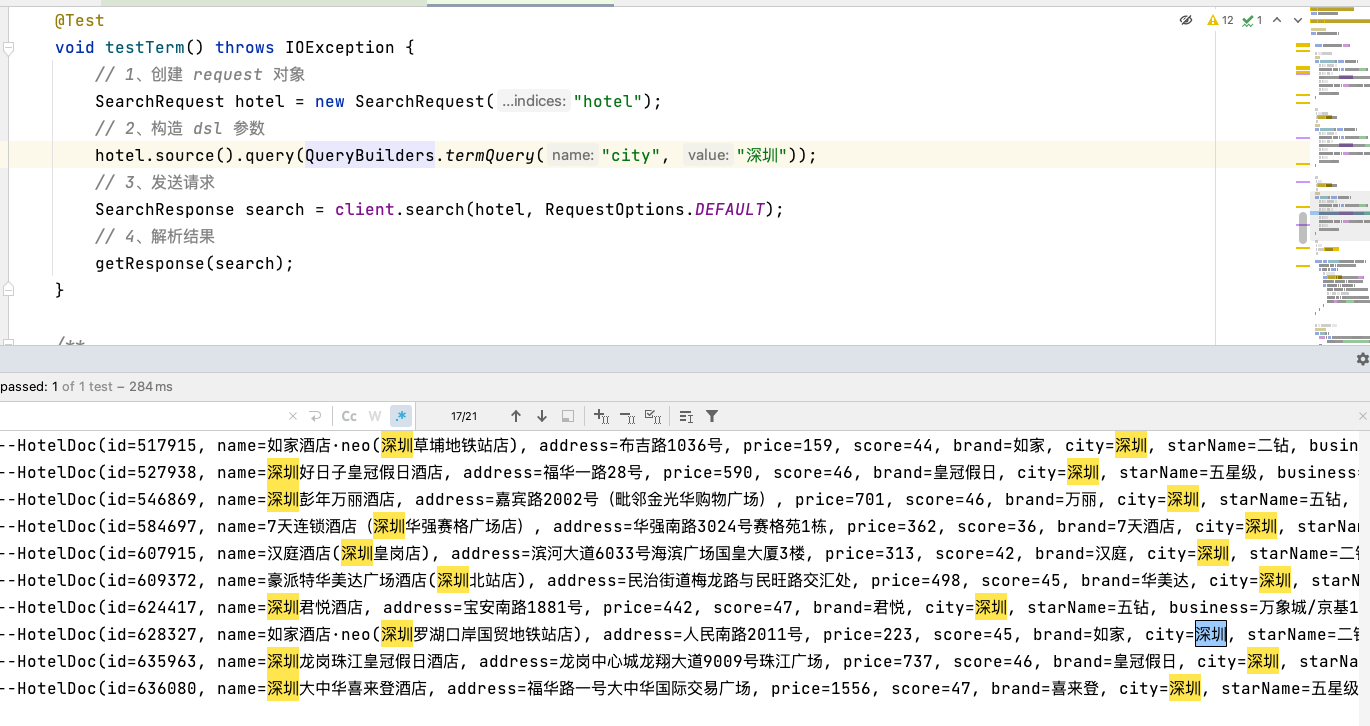 @Test
12 1
void testTerm() throws IOException {
// 1、创建 request 对象
SearchRequest hotel = new SearchRequest( ...indices: "hotel");
// 2、构造 dsl 参数
hotel.source().query(QueryBuilders.termQuery( name: "city", value: "深圳"));
// 3、发送请求
SearchResponse search = client.search(hotel, RequestOptions.DEFAULT);
// 4、解析结果
getResponse(search);
}
/**
passed: 1 of 1 test – 284 ms
Cc W .* 17/21
--HotelDoc(id=517915, name=如家酒店·neo(深圳草埔地铁站店), address=布吉路1036号, price=159, score=44, brand=如家, city=深圳, starName=二钻, busin
--HotelDoc(id=527938, name=深圳好日子皇冠假日酒店, address=福华一路28号, price=590, score=46, brand=皇冠假日, city=深圳, starName=五星级, business=
--HotelDoc(id=546869, name=深圳彭年万丽酒店, address=嘉宾路2002号（毗邻金光华购物广场）, price=701, score=46, brand=万丽, city=深圳, starName=五钻,
--HotelDoc(id=584697, name=7天连锁酒店（深圳华强赛格广场店）, address=华强南路3024号赛格苑1栋, price=362, score=36, brand=7天酒店, city=深圳, starNa
--HotelDoc(id=607915, name=汉庭酒店(深圳皇岗店), address=滨河大道6033号海滨广场国皇大厦3楼, price=313, score=42, brand=汉庭, city=深圳, starName=二
--HotelDoc(id=609372, name=豪派特华美达广场酒店(深圳北站店), address=民治街道梅龙路与民旺路交汇处, price=498, score=45, brand=华美达, city=深圳, starN
--HotelDoc(id=624417, name=深圳君悦酒店, address=宝安南路1881号, price=442, score=47, brand=君悦, city=深圳, starName=五钻, business=万象城/京基1
--HotelDoc(id=628327, name=如家酒店·neo(深圳罗湖口岸国贸地铁站店), address=人民南路2011号, price=223, score=45, brand=如家, city=深圳, starName=二
--HotelDoc(id=635963, name=深圳龙岗珠江皇冠假日酒店, address=龙岗中心城龙翔大道9009号珠江广场, price=737, score=46, brand=皇冠假日, city=深圳, starNa
--HotelDoc(id=636080, name=深圳大中华喜来登酒店, address=福华路一号大中华国际交易广场, price=1556, score=47, brand=喜来登, city=深圳, starName=五星级